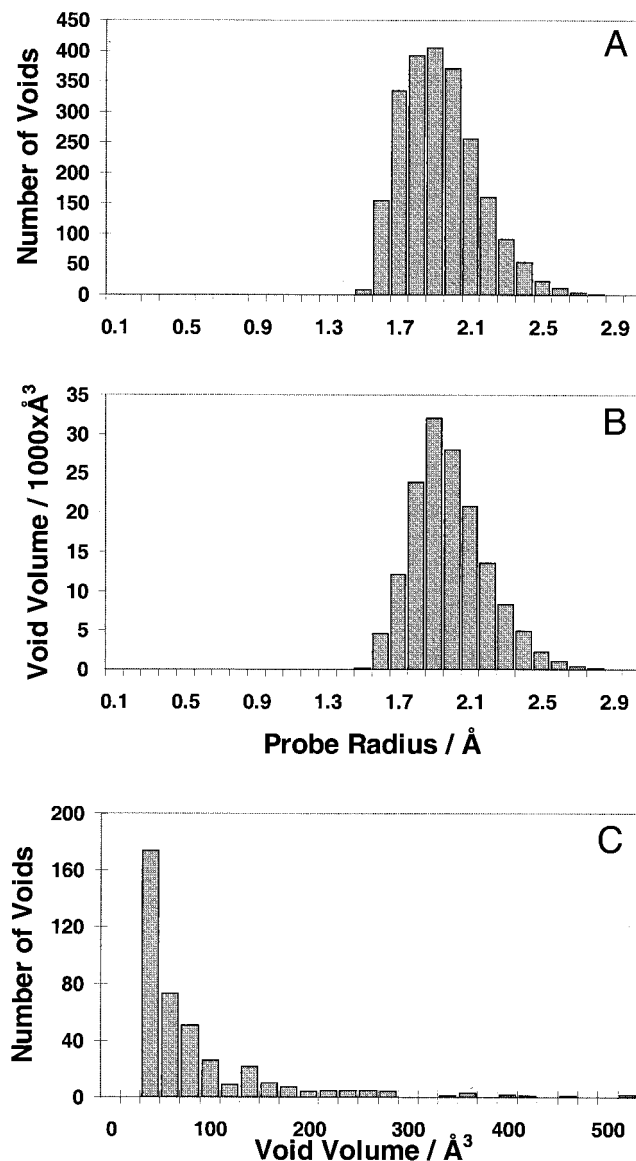 A
Number of Voids
450
400
350
300
250
200
150
100
50
0
0.1 0.5 0.9 1.3 1.7 2.1 2.5 2.9
B
Void Volume / 1000xÅ³
35
30
25
20
15
10
5
0
0.1 0.5 0.9 1.3 1.7 2.1 2.5 2.9
Probe Radius / Å
C
Number of Voids
200
160
120
80
40
0
0 100 200 300 400 500
Void Volume / Å³